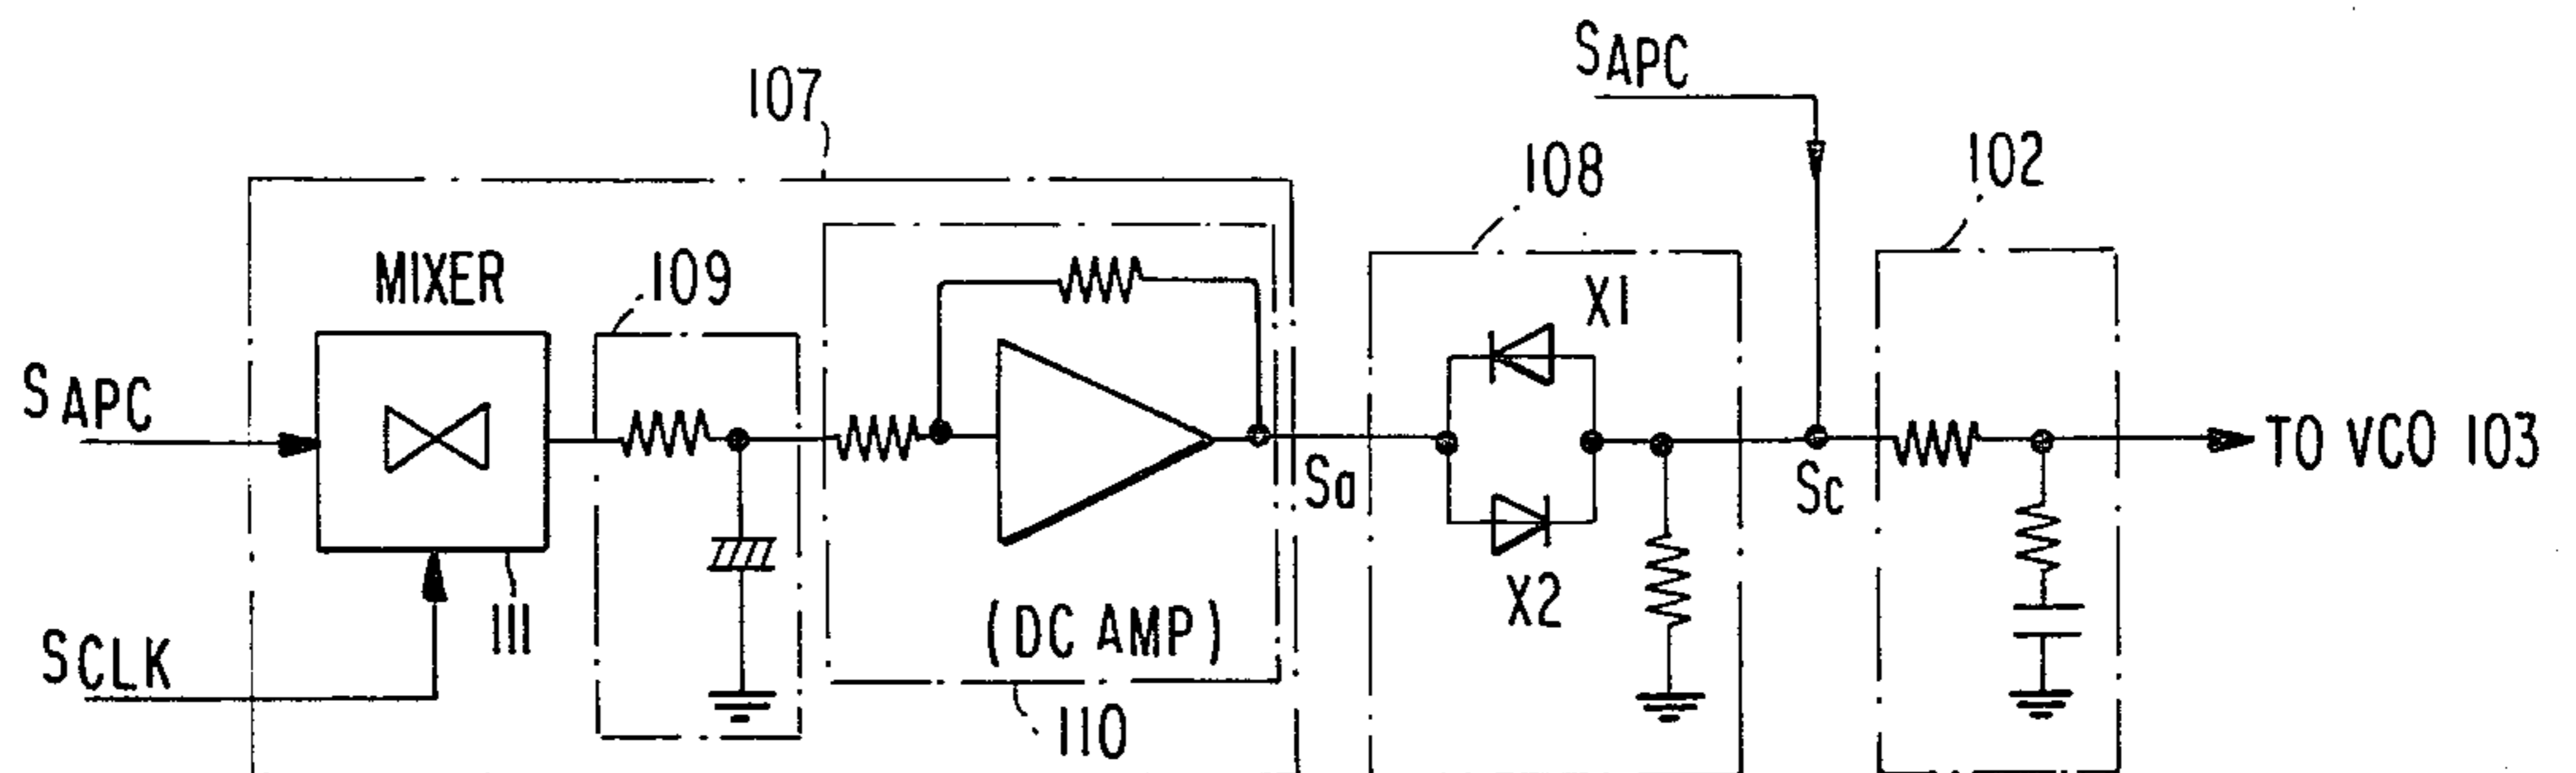 SAPC
107
108
102
MIXER
109
X1
SAPC
Sa
Sc
TO VCO 103
X2
(DC AMP)
SCLK
111
110